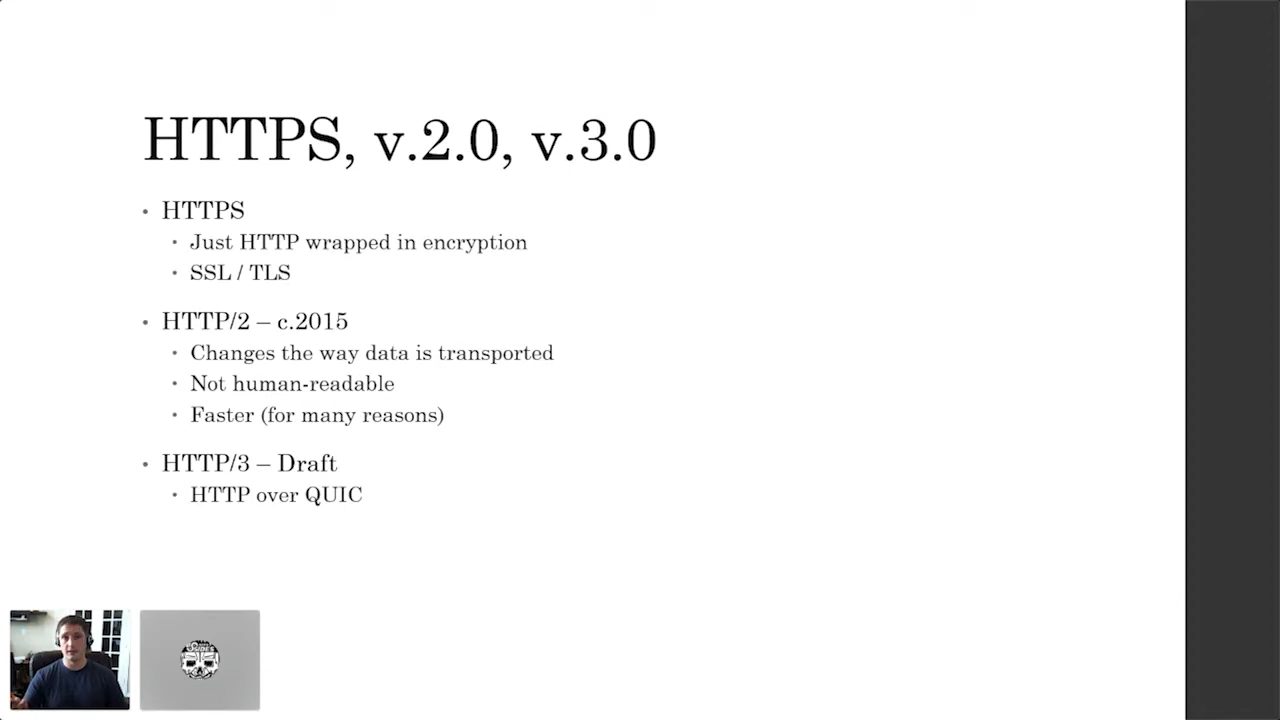 HTTPS, v.2.0, v.3.0
• HTTPS
• Just HTTP wrapped in encryption
• SSL / TLS
• HTTP/2 – c.2015
• Changes the way data is transported
• Not human-readable
• Faster (for many reasons)
• HTTP/3 – Draft
• HTTP over QUIC
SIDES